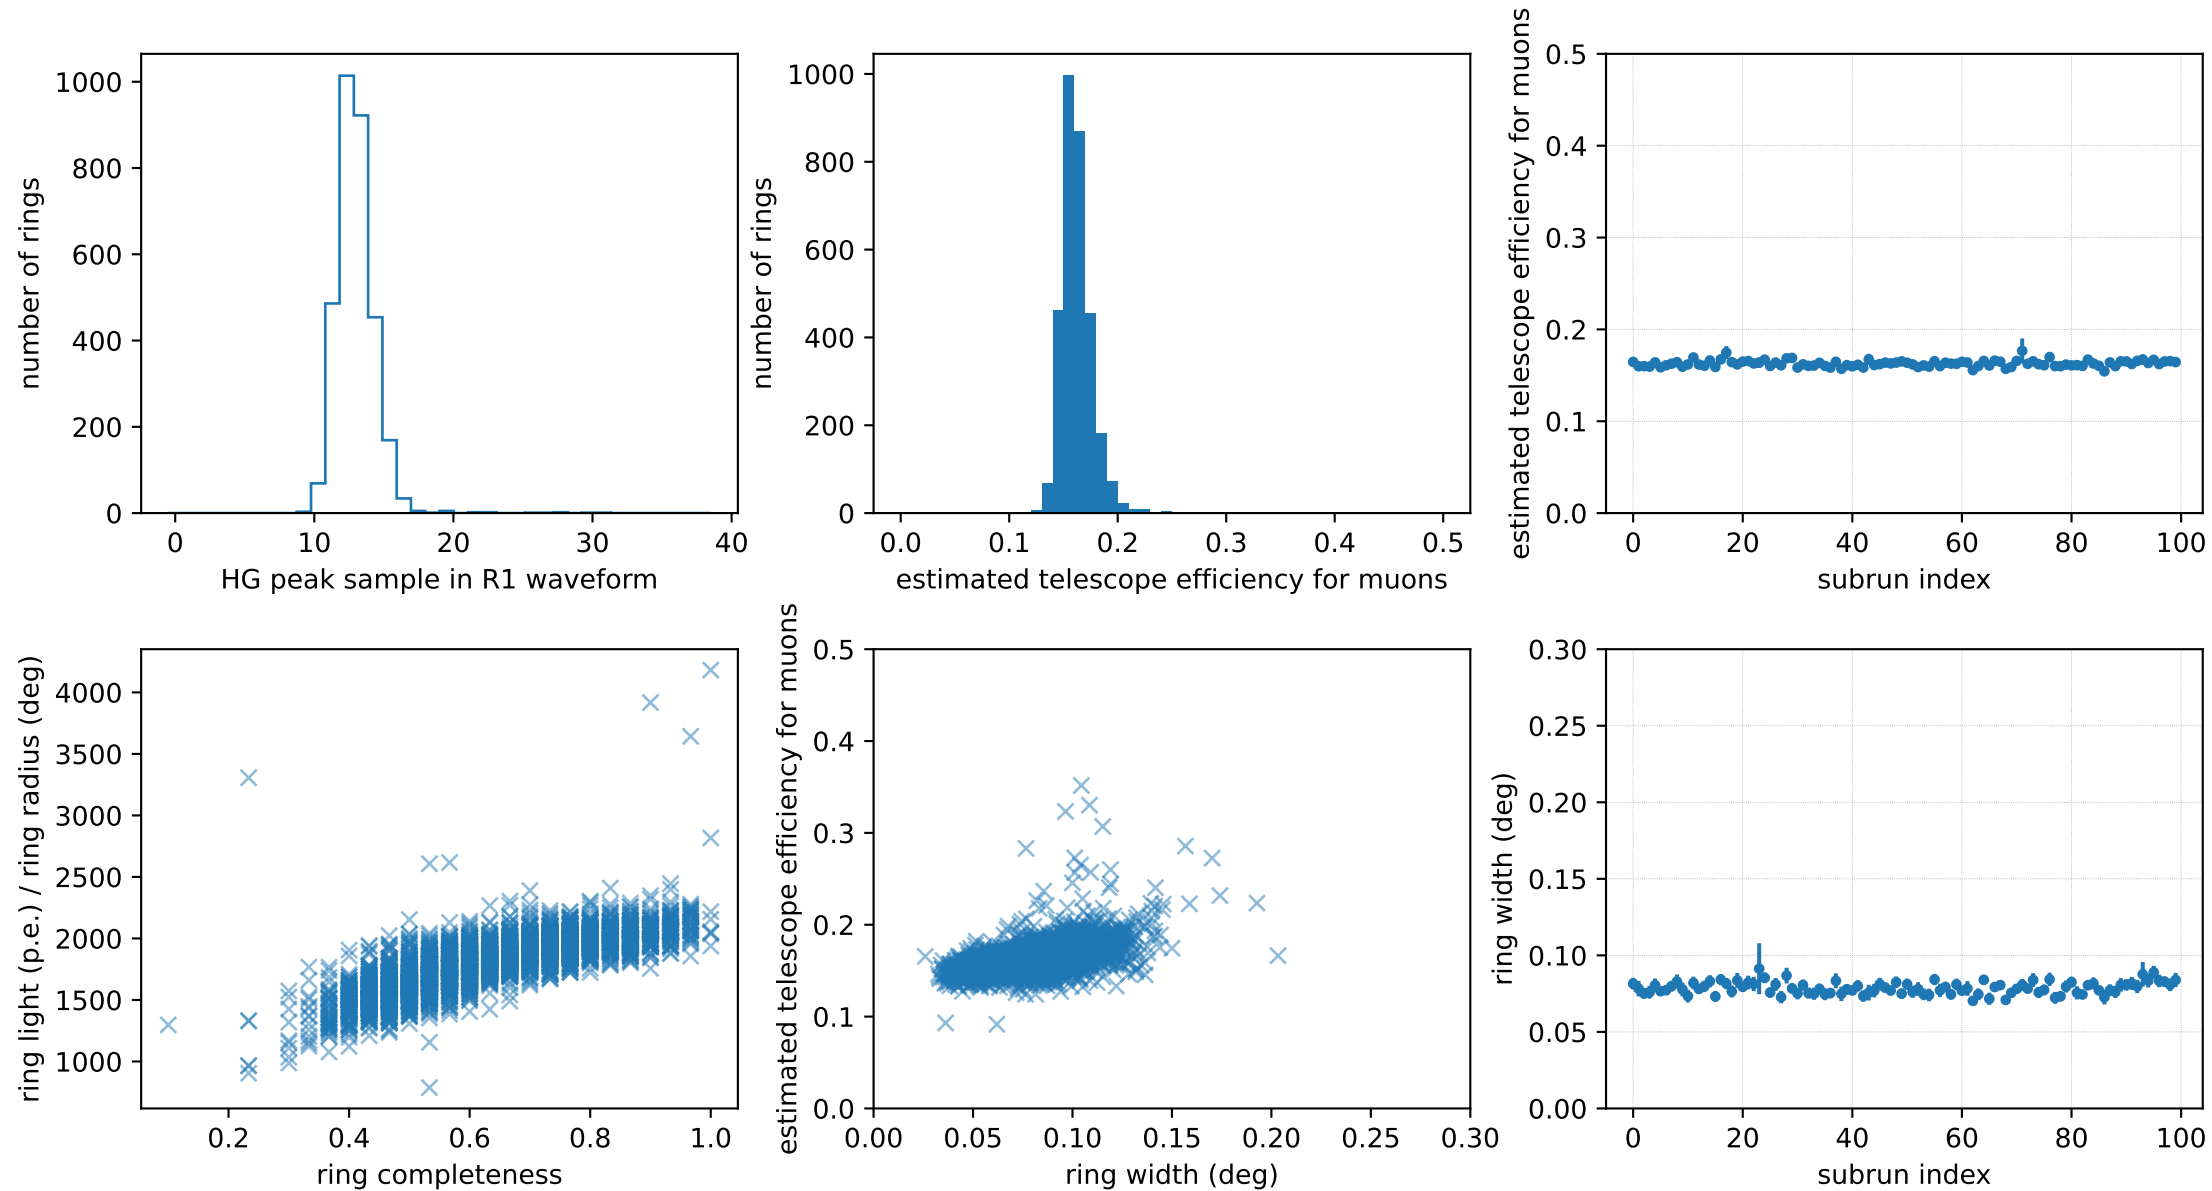 1000
800
600
400
200
0
number of rings
0 10 20 30 40
HG peak sample in R1 waveform
1000
800
600
400
200
0
number of rings
0.0 0.1 0.2 0.3 0.4 0.5
estimated telescope efficiency for muons
0.5
0.4
0.3
0.2
0.1
0.0
estimated telescope efficiency for muons
0 20 40 60 80 100
subrun index
4000
3500
3000
2500
2000
1500
1000
ring light (p.e.) / ring radius (deg)
0.2 0.4 0.6 0.8 1.0
ring completeness
0.5
0.4
0.3
0.2
0.1
0.0
estimated telescope efficiency for muons
0.00 0.05 0.10 0.15 0.20 0.25 0.30
ring width (deg)
0.30
0.25
0.20
0.15
0.10
0.05
0.00
ring width (deg)
0 20 40 60 80 100
subrun index